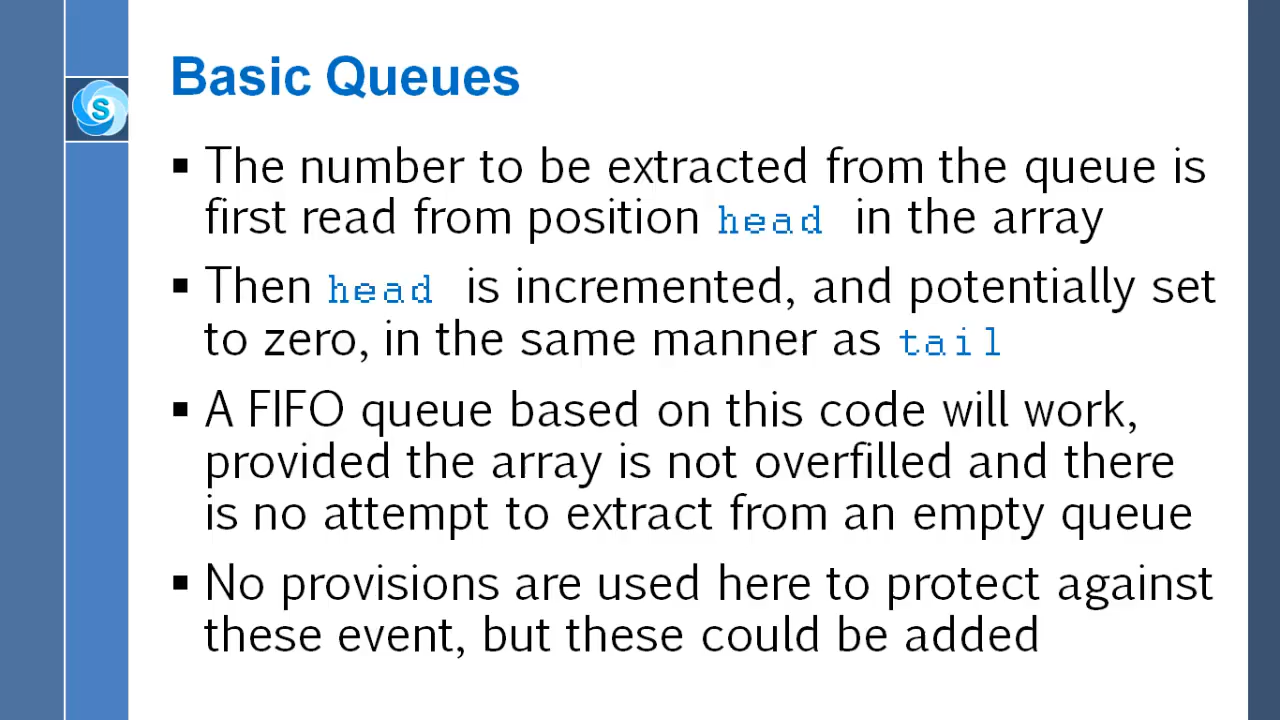 Basic Queues
S
▪ The number to be extracted from the queue is
first read from position head in the array
▪ Then head is incremented, and potentially set
to zero, in the same manner as tail
▪ A FIFO queue based on this code will work,
provided the array is not overfilled and there
is no attempt to extract from an empty queue
▪ No provisions are used here to protect against
these event, but these could be added